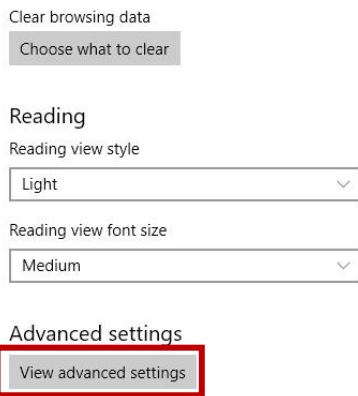 Clear browsing data
Choose what to clear
Reading
Reading view style
Light
Reading view font size
Medium
Advanced settings
View advanced settings